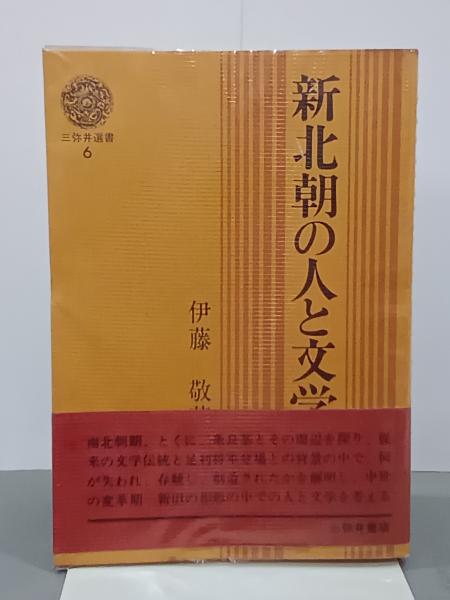 三弥井選書
6
新北朝の人と文学
伊藤 敬
南北朝期、とくに二条良基とその周辺を探り、従
来の文学伝統と足利将軍登場との背景の中で、何
が失われ、存続し、創造されたかを解明し、中世
の変革期 新旧の相剋の中での人と文学を考える
三弥井書店